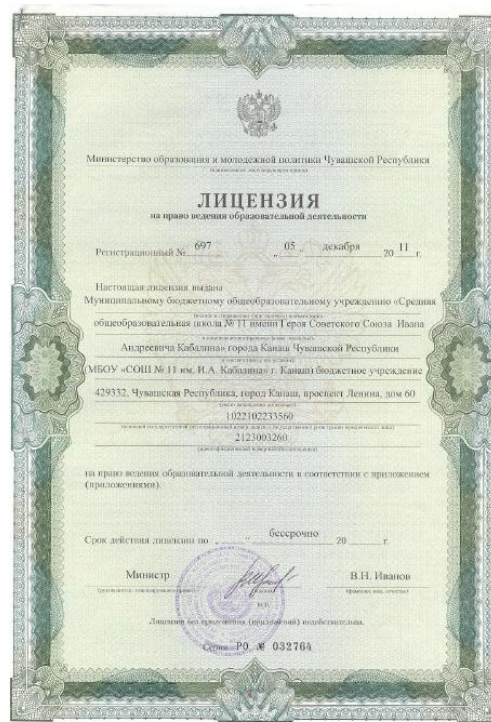 Министерство образования и молодежной политики Чувашской Республики
ЛИЦЕНЗИЯ
на право ведения образовательной деятельности
Регистрационный № 697 „ 05 „ декабря 20 11 г.
Настоящая лицензия выдана
Муниципальному бюджетному общеобразовательному учреждению «Средняя
общеобразовательная школа № 11 имени Героя Советского Союза Ивана
Андреевича Кабалина» города Канаш Чувашской Республики
(МБОУ «СОШ № 11 им. И.А. Кабалина» г. Канаш) бюджетное учреждение
429332, Чувашская Республика, город Канаш, проспект Ленина, дом 60
1022102233560
2123003260
на право ведения образовательной деятельности в соответствии с приложением
(приложениями).
Срок действия лицензии по „ “ бессрочно 20 г.
Министр В.Н. Иванов
М.П.
Лицензия без приложения (приложений) недействительна.
Серия РО № 032764